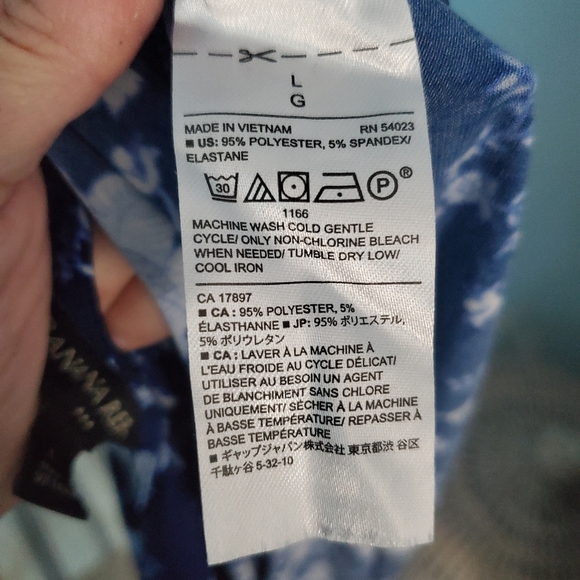 L
G
MADE IN VIETNAM RN 54023
■ US: 95% POLYESTER, 5% SPANDEX/
ELASTANE
30 P ®
1166
MACHINE WASH COLD GENTLE
CYCLE/ ONLY NON-CHLORINE BLEACH
WHEN NEEDED/ TUMBLE DRY LOW/
COOL IRON
CA 17897
■ CA : 95% POLYESTER, 5%
ÉLASTHANNE ■ JP: 95% ポリエステル,
5% ポリウレタン
■ CA : LAVER À LA MACHINE À
L'EAU FROIDE AU CYCLE DÉLICAT/
UTILISER AU BESOIN UN AGENT
DE BLANCHIMENT SANS CHLORE
UNIQUEMENT/ SÉCHER À LA MACHINE
À BASSE TEMPÉRATURE/ REPASSER À
BASSE TEMPÉRATURE
■ ギャップジャパン株式会社 東京都渋 谷区
千駄ヶ谷 5-32-10